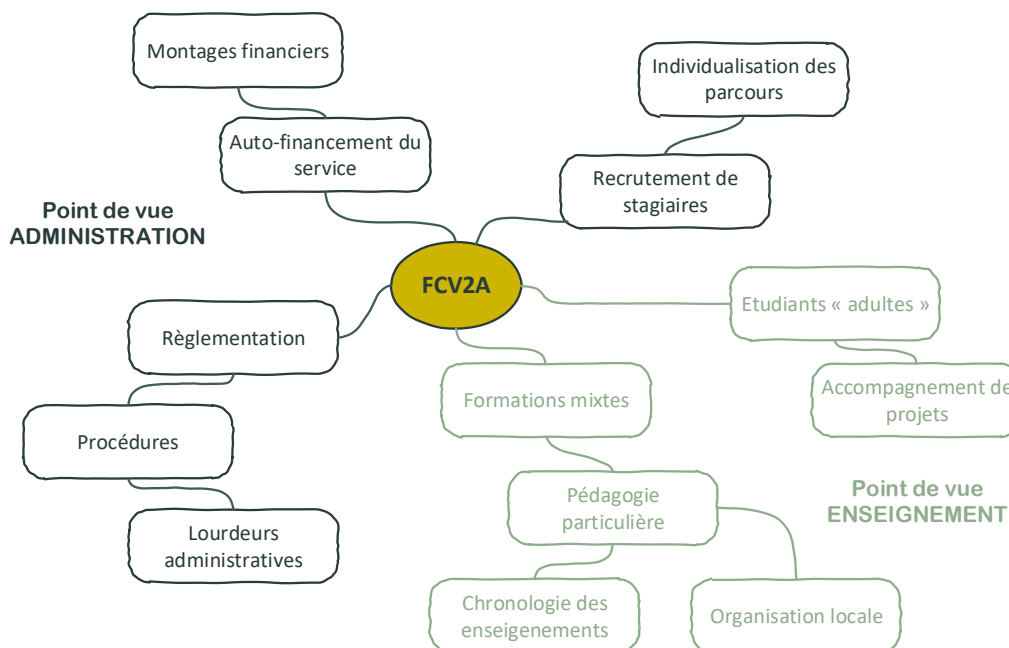 Montages financiers
Individualisation des
parcours
Auto-financement du
service
Recrutement de
stagiaires
Point de vue
ADMINISTRATION
FCV2A
Etudiants « adultes »
Règlementation
Formations mixtes
Accompagnement de
projets
Procédures
Pédagogie
particulière
Point de vue
ENSEIGNEMENT
Lourdeurs
administratives
Chronologie des
enseigenements
Organisation locale